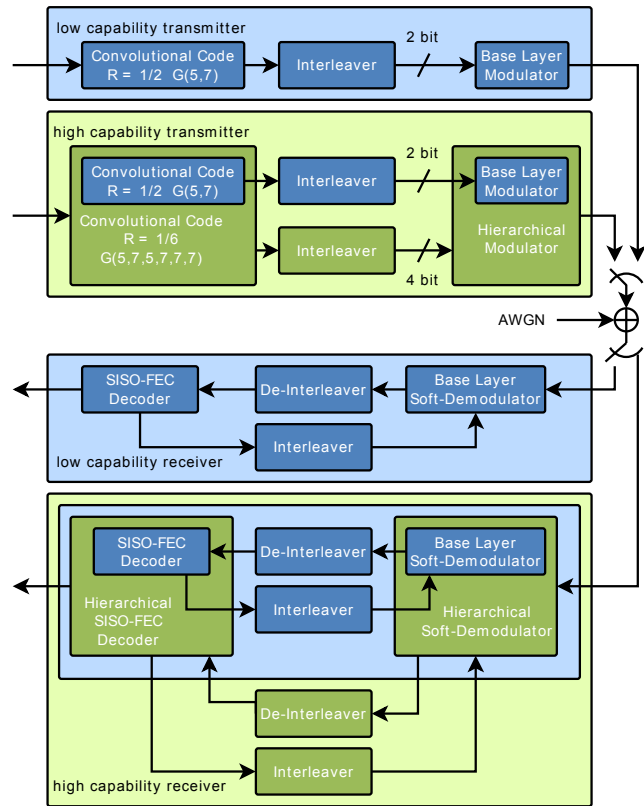 low capability transmitter
Convolutional Code
R = 1/2 G(5,7)
Interleaver
2 bit
Base Layer
Modulator
high capability transmitter
Convolutional Code
R = 1/2 G(5,7)
Convolutional Code
R = 1/6
G(5,7,5,7,7,7)
Interleaver
2 bit
Base Layer
Modulator
Interleaver
4 bit
Hierarchical
Modulator
AWGN
SISO-FEC
Decoder
De-Interleaver
Base Layer
Soft-Demodulator
Interleaver
low capability receiver
SISO-FEC
Decoder
De-Interleaver
Base Layer
Soft-Demodulator
Interleaver
Hierarchical
SISO-FEC
Decoder
Hierarchical
Soft-Demodulator
De-Interleaver
Interleaver
high capability receiver